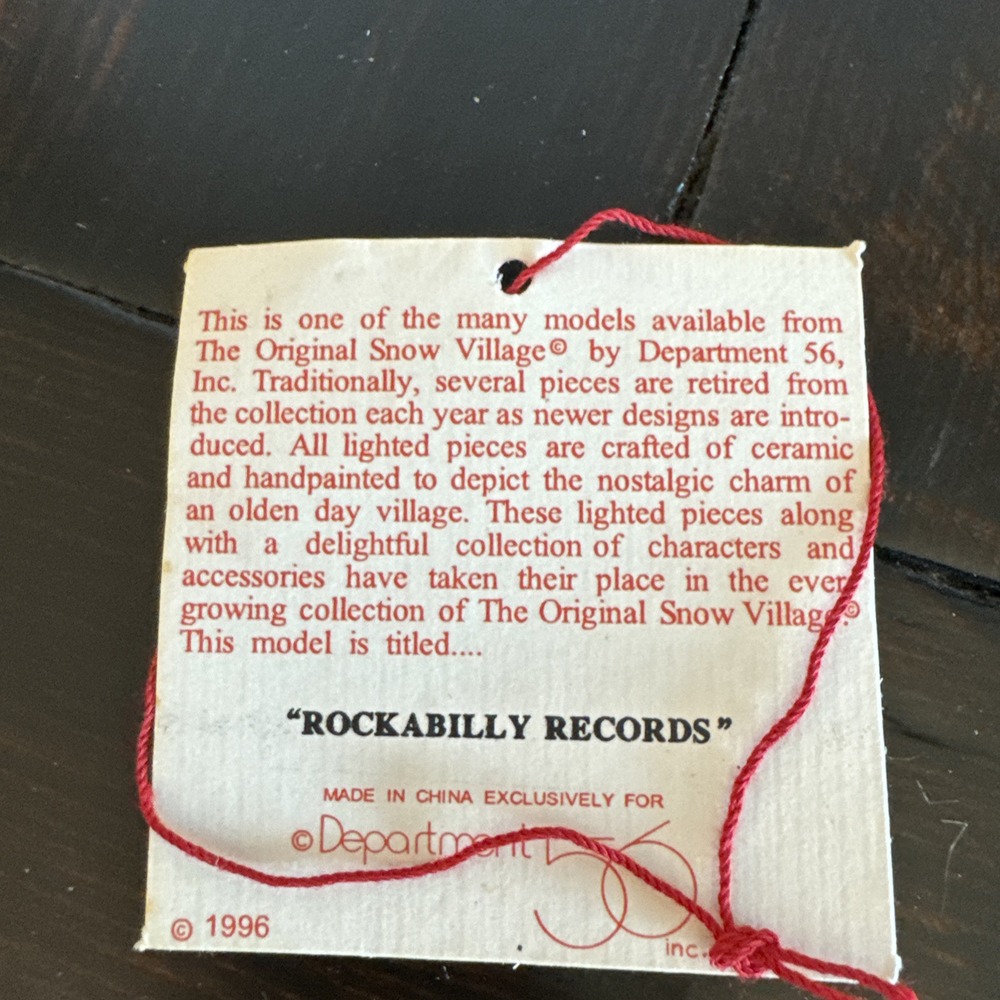 This is one of the many models available from
The Original Snow Village© by Department 56,
Inc. Traditionally, several pieces are retired from
the collection each year as newer designs are intro-
duced. All lighted pieces are crafted of ceramic
and handpainted to depict the nostalgic charm of
an olden day village. These lighted pieces along
with a delightful collection of characters and
accessories have taken their place in the ever
growing collection of The Original Snow Village.©
This model is titled....
“ROCKABILLY RECORDS”
MADE IN CHINA EXCLUSIVELY FOR
©Department 56
inc.
© 1996